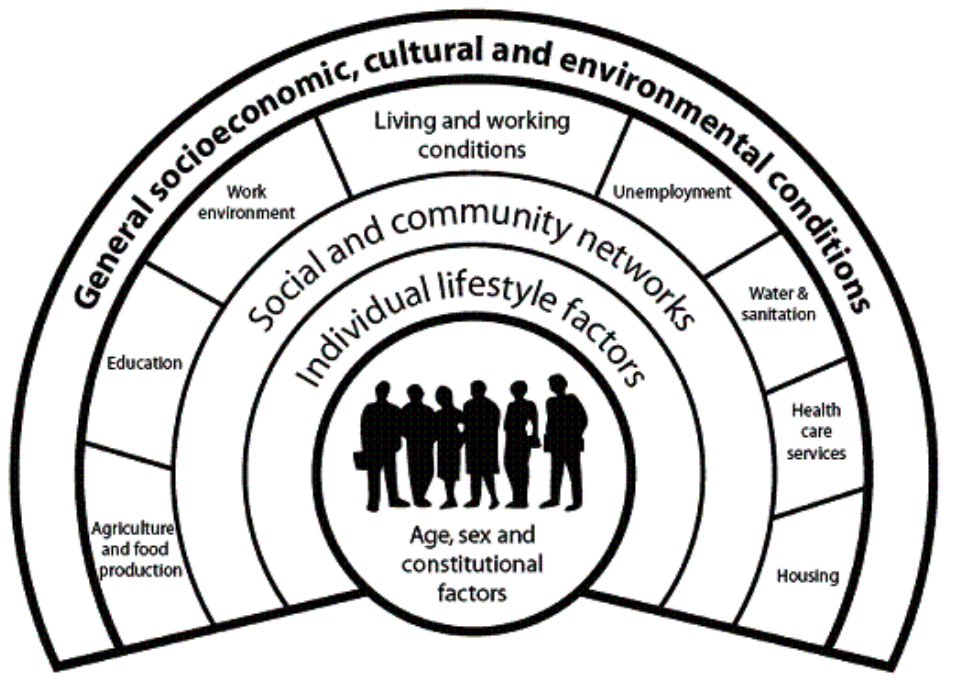 General socioeconomic, cultural and environmental conditions
Living and working
conditions
Work
environment
Unemployment
Social and community networks
Water &
sanitation
Individual lifestyle factors
Education
Health
care
services
Agriculture
and food
production
Age, sex and
constitutional
factors
Housing